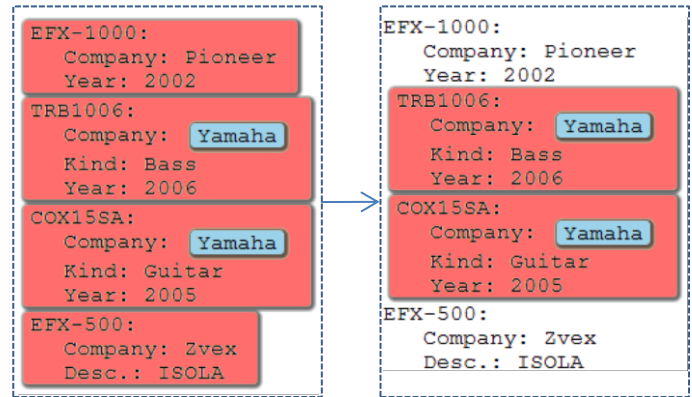 EFX-1000:
Company: Pioneer
Year: 2002
TRB1006:
Company: Yamaha
Kind: Bass
Year: 2006
COX15SA:
Company: Yamaha
Kind: Guitar
Year: 2005
EFX-500:
Company: Zvex
Desc.: ISOLA
EFX-1000:
Company: Pioneer
Year: 2002
TRB1006:
Company: Yamaha
Kind: Bass
Year: 2006
COX15SA:
Company: Yamaha
Kind: Guitar
Year: 2005
EFX-500:
Company: Zvex
Desc.: ISOLA